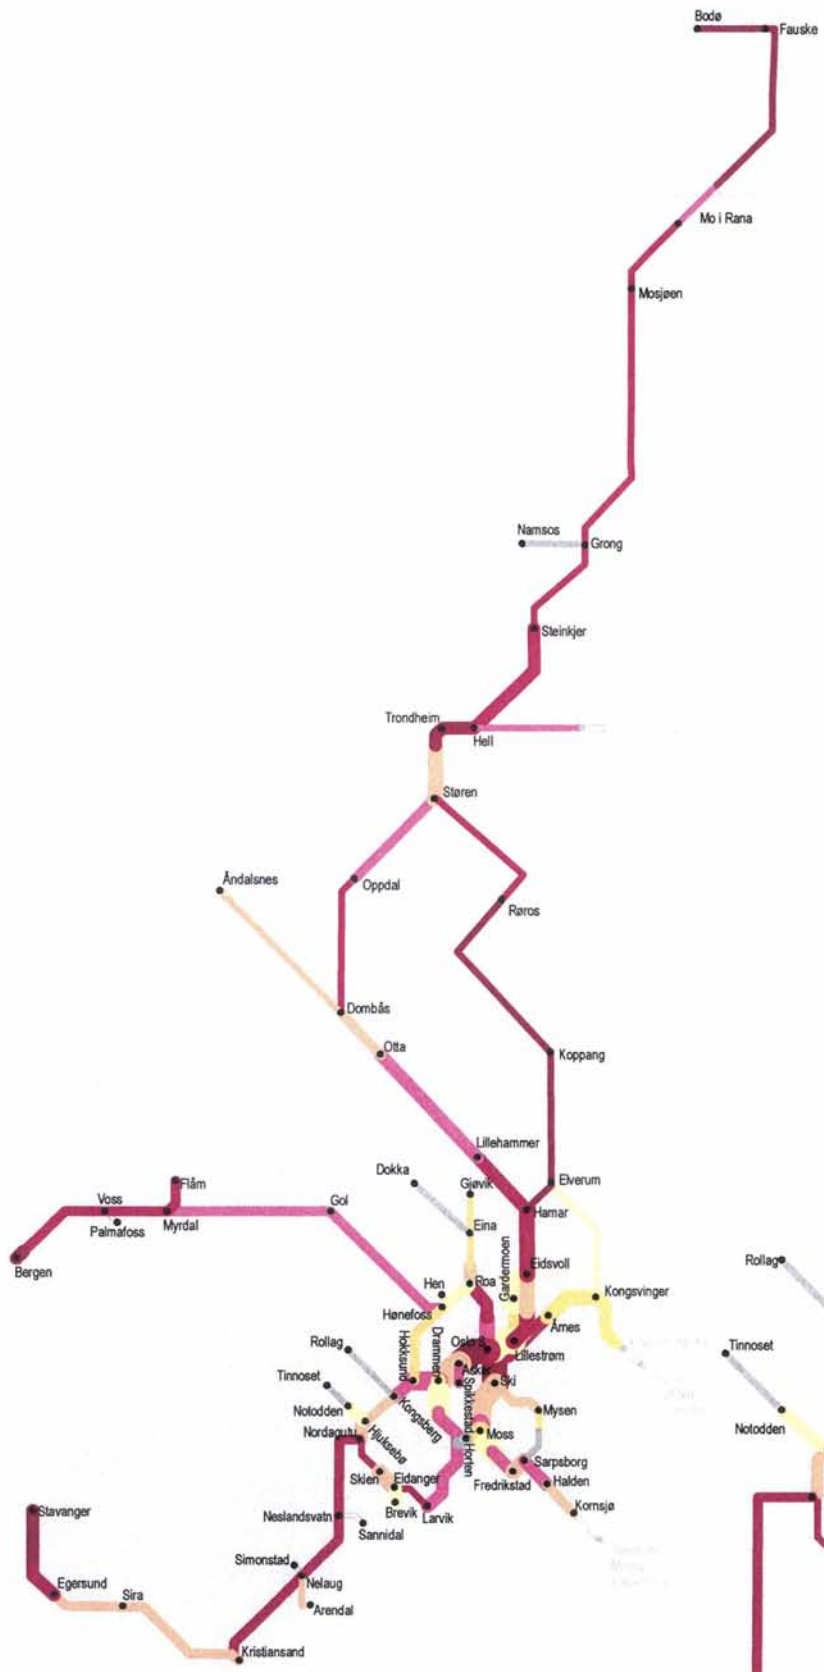 Bodø
Fauske
Mo i Rana
Mosjøen
Namsos
Grong
Steinkjer
Trondheim
Hell
Støren
Åndalsnes
Oppdal
Røros
Dombås
Otta
Koppang
Lillehammer
Dokka
Gjøvik
Elverum
Flåm
Voss
Gol
Hamar
Palmafoss
Myrdal
Eina
Bergen
Eidsvoll
Gardermoen
Rollag
Hen
Roa
Kongsvinger
Hønefoss
Årnes
Drammen
Oslo S
Rollag
Hokksund
Lillestrøm
Tinnoset
Asker
Tinnoset
Spikkestad
Ski
Notodden
Kongsberg
Mysen
Notodden
Nordagutu
Hjuksebø
Horten
Moss
Sarpsborg
Skien
Eidanger
Fredrikstad
Halden
Stavanger
Brevik
Larvik
Kornsjø
Neslandsvatn
Sannidal
Simonstad
Nelaug
Egersund
Sira
Arendal
Kristiansand